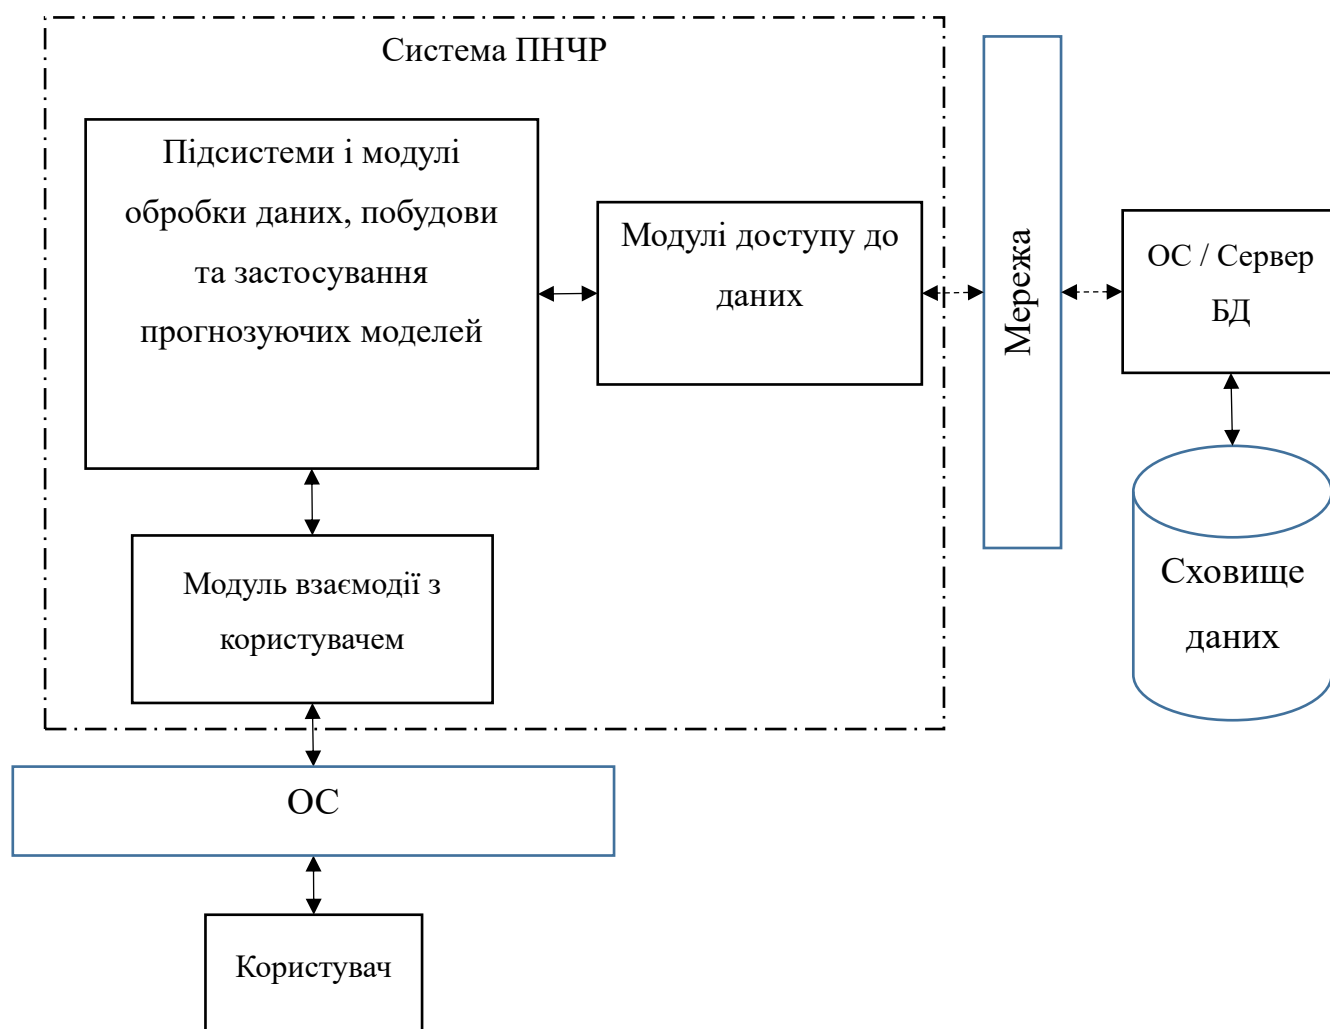 Система ПНЧР
Підсистеми і модулі
обробки даних, побудови
та застосування
прогнозуючих моделей
Модулі доступу до
даних
Мережа
ОС / Сервер
БД
Сховище
даних
Модуль взаємодії з
користувачем
ОС
Користувач